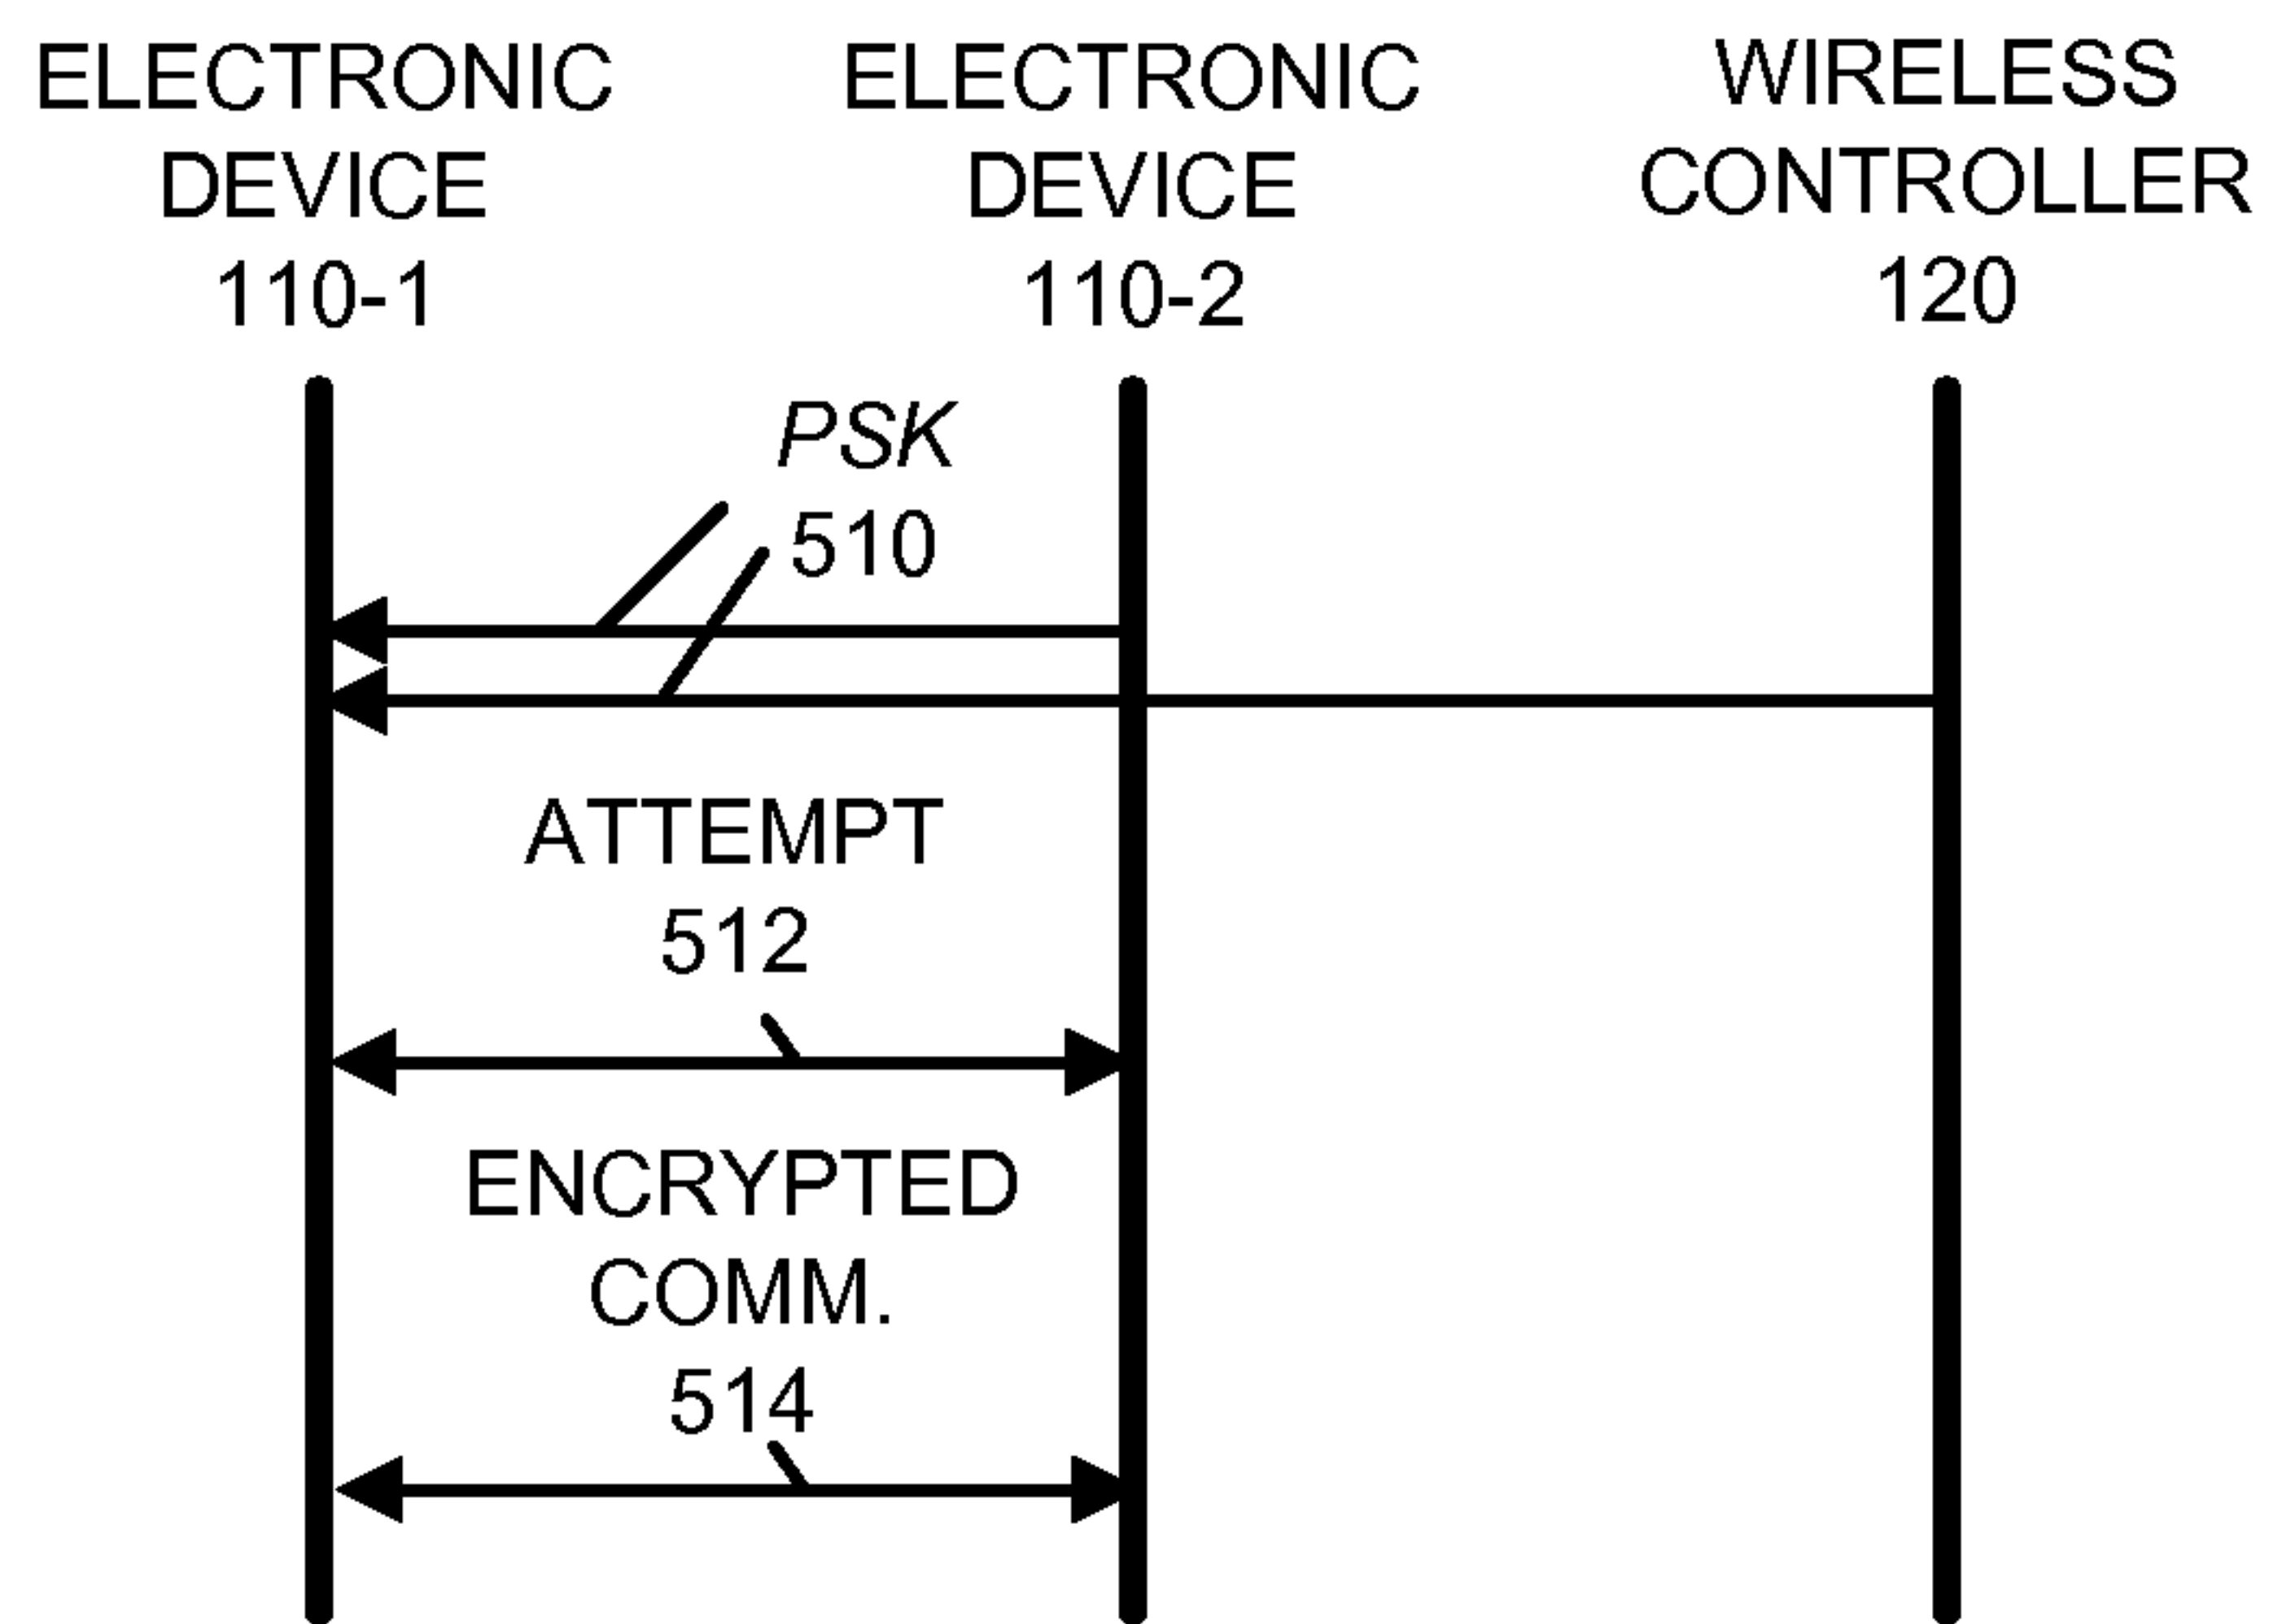 ELECTRONIC
DEVICE
110-1
ELECTRONIC
DEVICE
110-2
WIRELESS
CONTROLLER
120
PSK
510
ATTEMPT
512
ENCRYPTED
COMM.
514